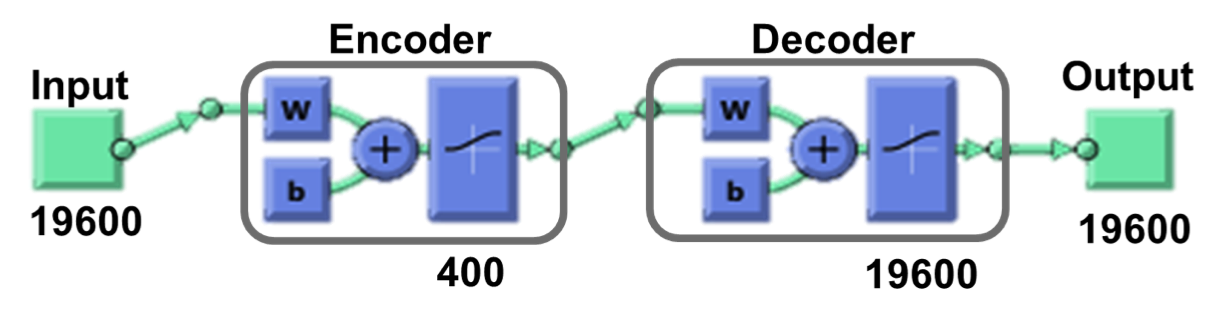 Encoder
Decoder
Input
Output
W
b
+
W
b
+
19600
400
19600
19600